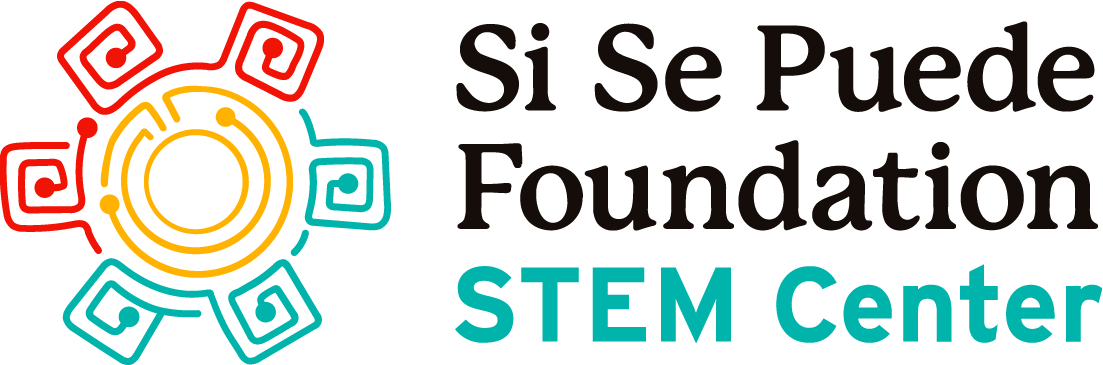 Si Se Puede
Foundation
STEM Center